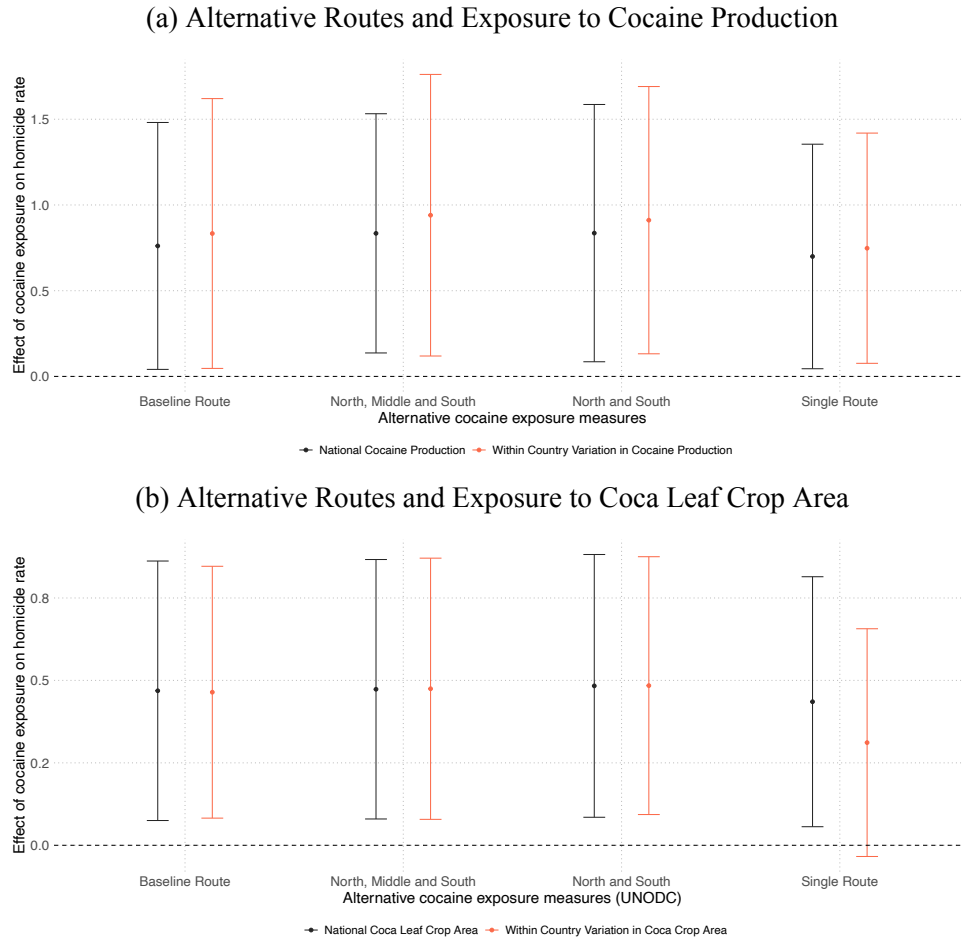 (a) Alternative Routes and Exposure to Cocaine Production
Effect of cocaine exposure on homicide rate
1.5
1.0
0.5
0.0
Baseline Route
North, Middle and South
North and South
Single Route
Alternative cocaine exposure measures
National Cocaine Production
Within Country Variation in Cocaine Production
(b) Alternative Routes and Exposure to Coca Leaf Crop Area
Effect of cocaine exposure on homicide rate
0.8
0.5
0.2
0.0
Baseline Route
North, Middle and South
North and South
Single Route
Alternative cocaine exposure measures (UNODC)
National Coca Leaf Crop Area
Within Country Variation in Coca Crop Area